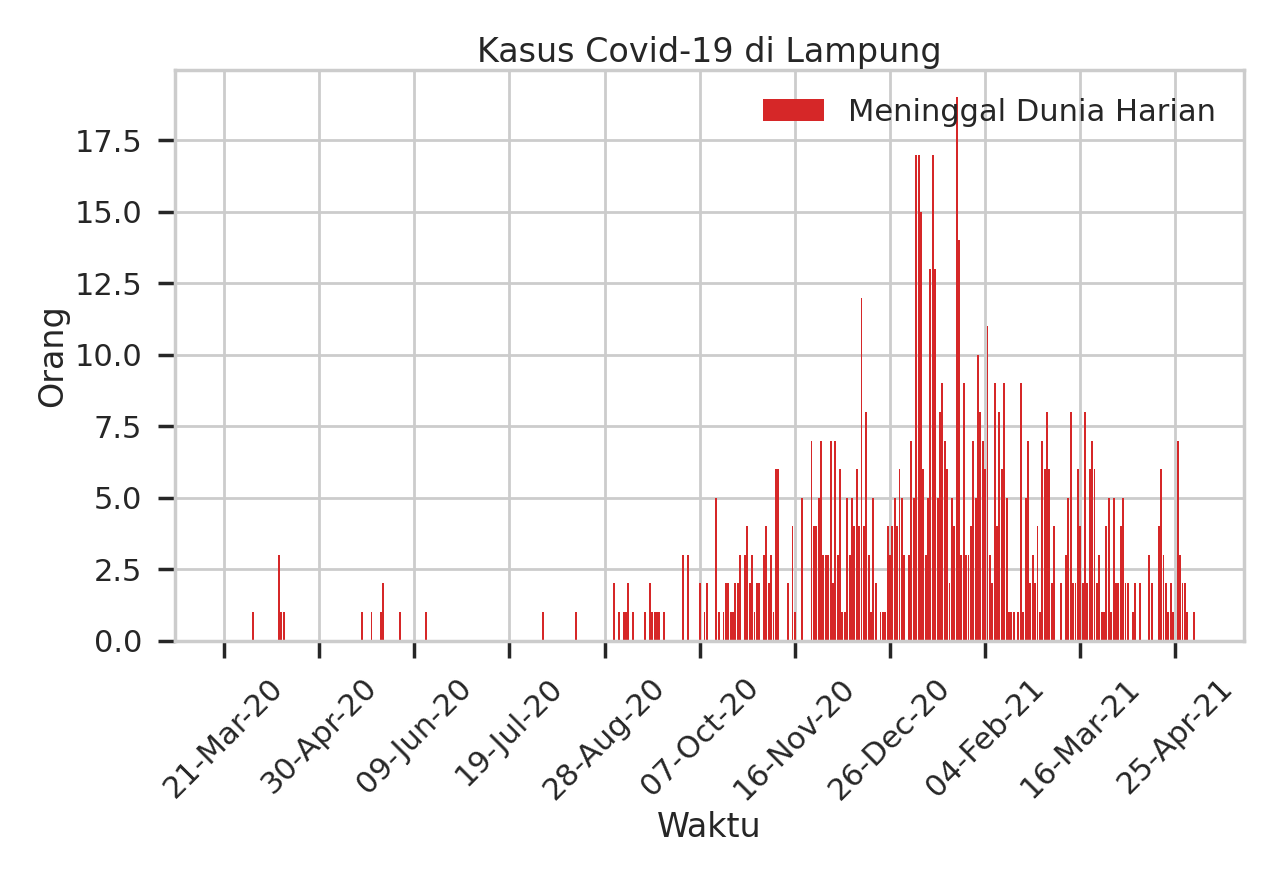 Kasus Covid-19 di Lampung
Meninggal Dunia Harian
17.5
15.0
12.5
10.0
7.5
5.0
2.5
0.0
Orang
21-Mar-20
30-Apr-20
09-Jun-20
19-Jul-20
28-Aug-20
07-Oct-20
16-Nov-20
26-Dec-20
04-Feb-21
16-Mar-21
25-Apr-21
Waktu